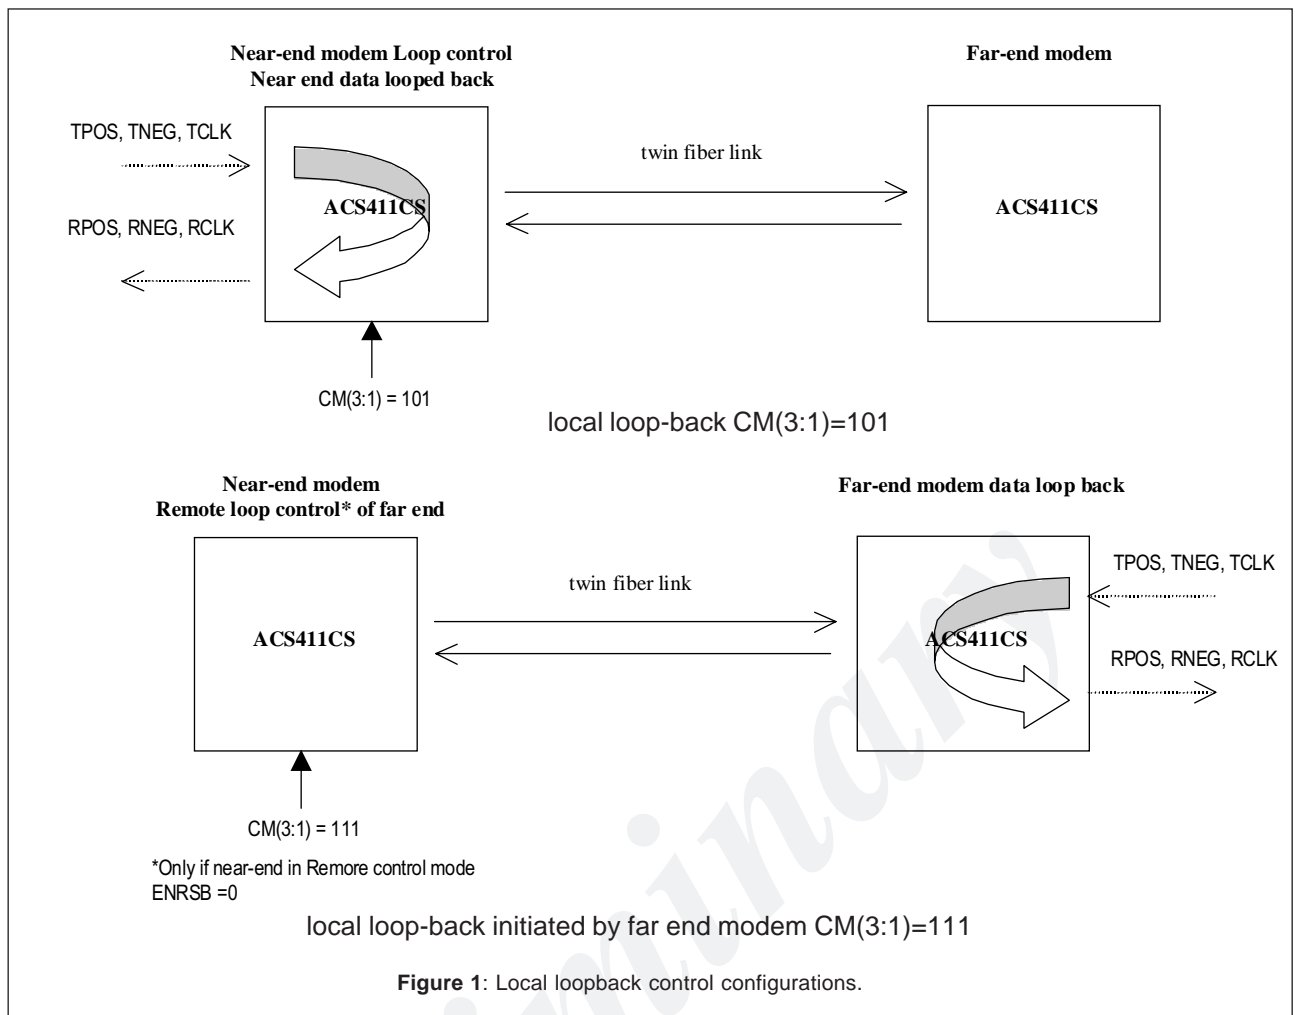 Near-end modem Loop control
Near end data looped back
Far-end modem
TPOS, TNEG, TCLK
twin fiber link
ACS411CS
ACS411CS
RPOS, RNEG, RCLK
CM(3:1) = 101
local loop-back CM(3:1)=101
Near-end modem
Remote loop control* of far end
Far-end modem data loop back
TPOS, TNEG, TCLK
twin fiber link
ACS411CS
ACS411CS
RPOS, RNEG, RCLK
CM(3:1) = 111
*Only if near-end in Remore control mode
ENRSB =0
local loop-back initiated by far end modem CM(3:1)=111
Figure 1: Local loopback control configurations.
minary